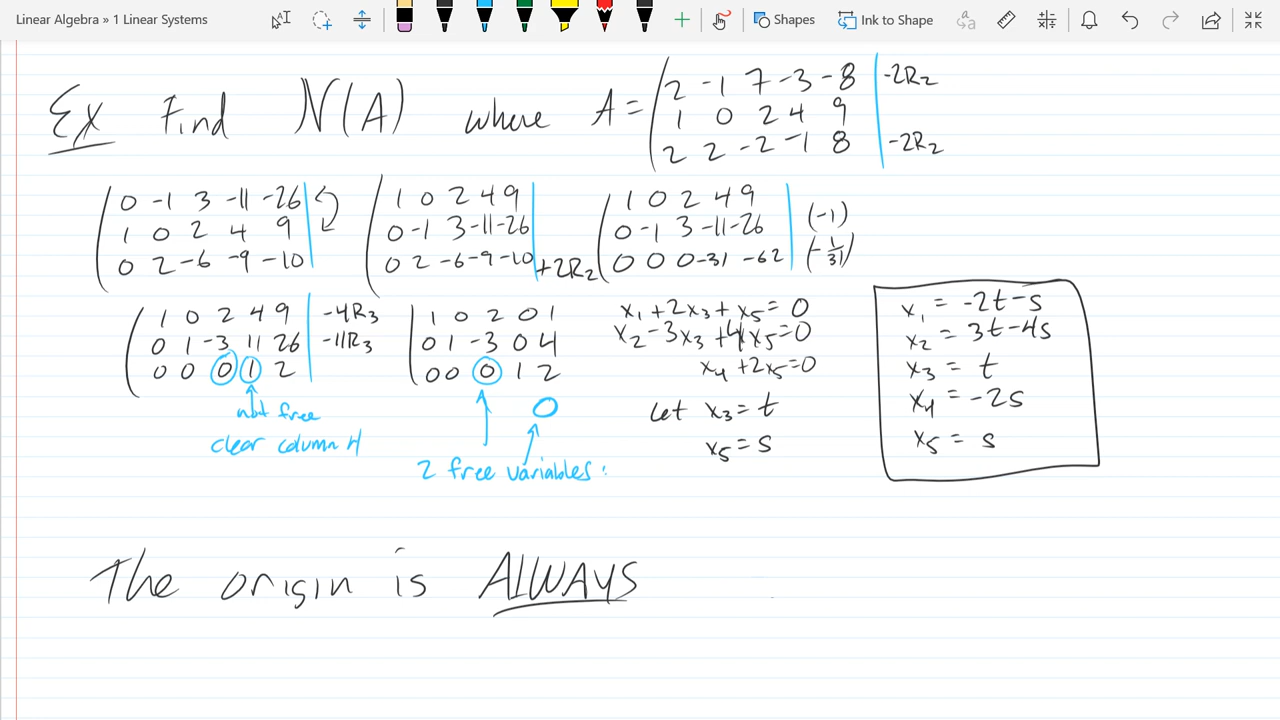 Linear Algebra » 1 Linear Systems
Shapes
Ink to Shape
Ex Find N(A) where A =
2 -1 7 -3 -8 -2R2
1 0 2 4 9
2 2 -2 -1 8 -2R2
0 -1 3 -11 -26
1 0 2 4 9
0 2 -6 -9 -10
1 0 2 4 9
0 -1 3 -11 -26
0 2 -6 -9 -10 +2R2
1 0 2 4 9
0 -1 3 -11 -26 (-1)
0 0 0 -31 -62 (-1/31)
1 0 2 4 9 -4R3
0 1 -3 11 26 -11R3
0 0 0 1 2
not free
clear column 4
1 0 2 0 1
0 1 -3 0 4
0 0 0 1 2
0
2 free variables:
x1 + 2x3 + x5 = 0
x2 - 3x3 + 4x5 = 0
x4 + 2x5 = 0
Let x3 = t
x5 = s
x1 = -2t - s
x2 = 3t - 4s
x3 = t
x4 = -2s
x5 = s
The origin is ALWAYS